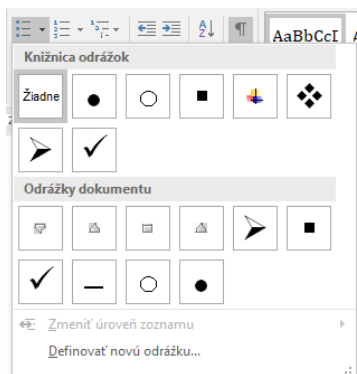 AaBbCcI
Knižnica odrážok
Žiadne
Odrážky dokumentu
Zmeniť úroveň zoznamu
Definovať novú odrážku...